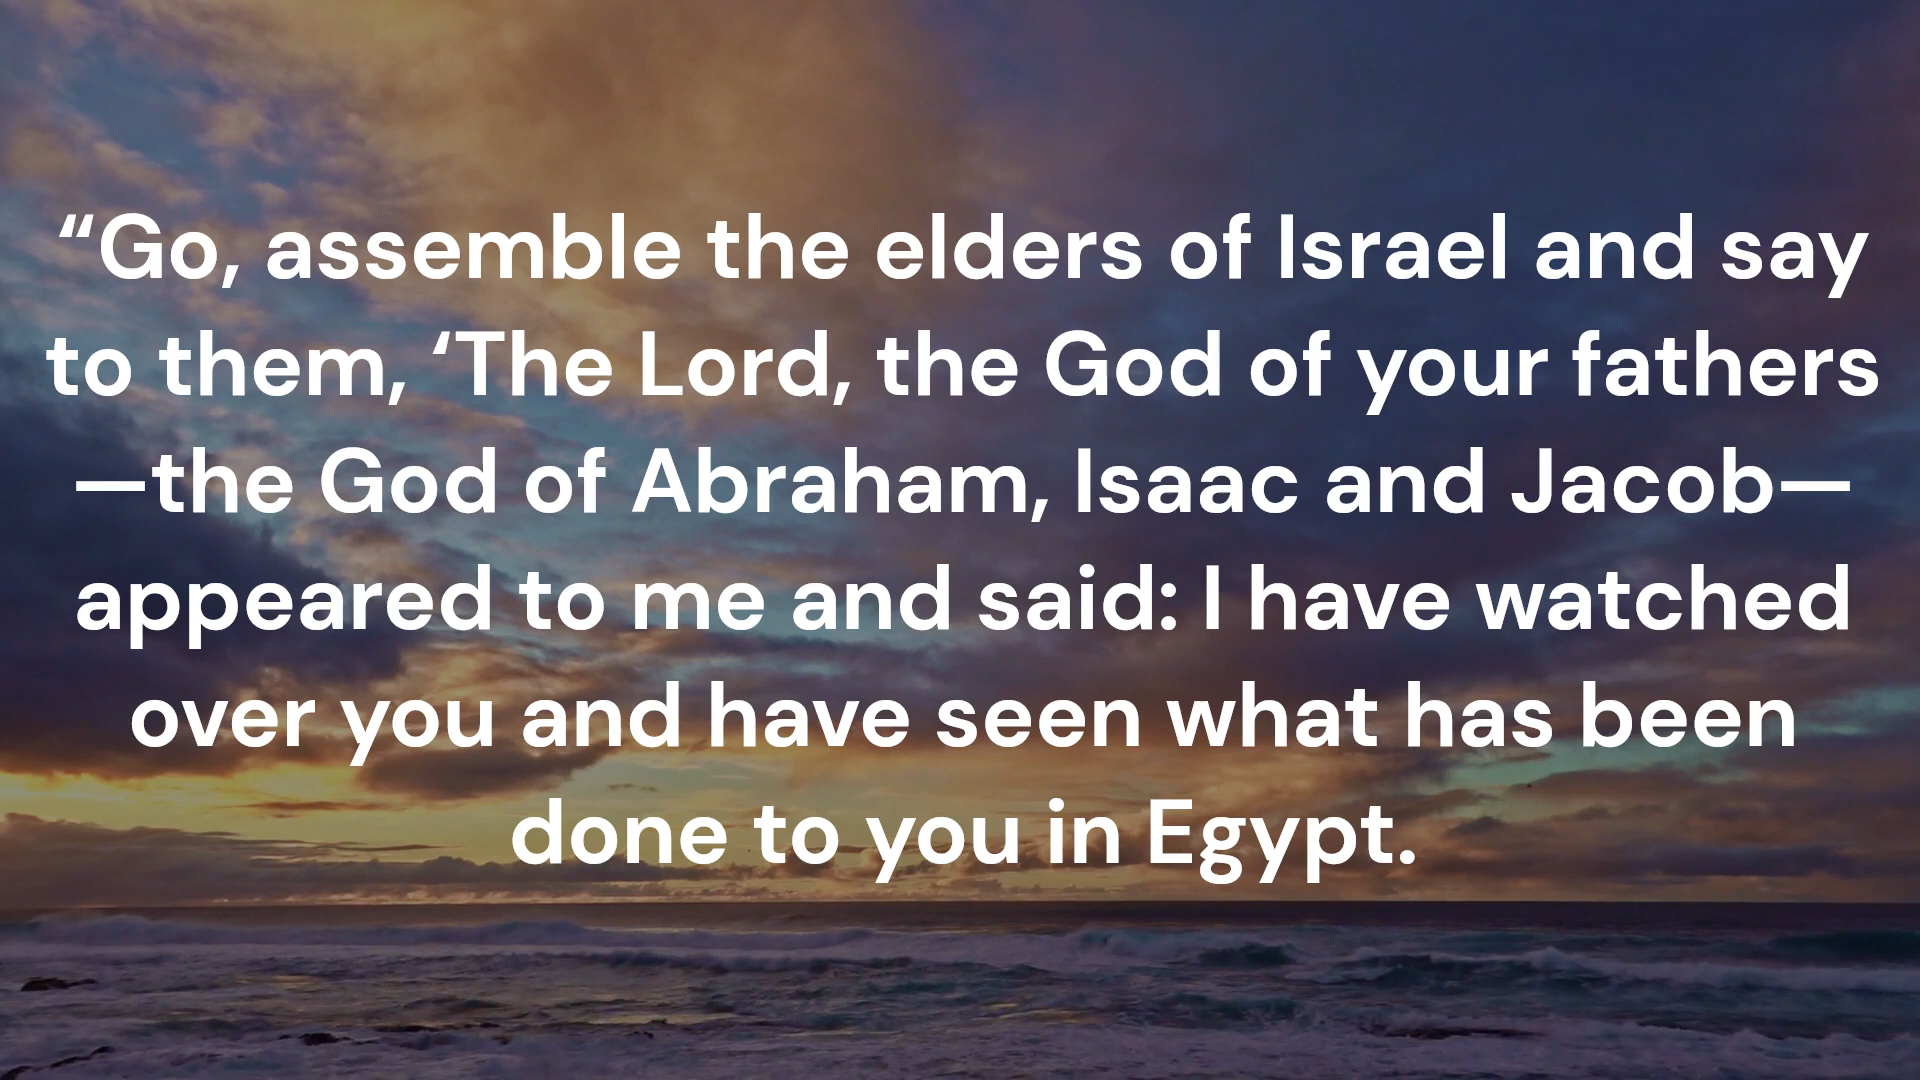 “Go, assemble the elders of Israel and say
to them, ‘The Lord, the God of your fathers
—the God of Abraham, Isaac and Jacob—
appeared to me and said: I have watched
over you and have seen what has been
done to you in Egypt.